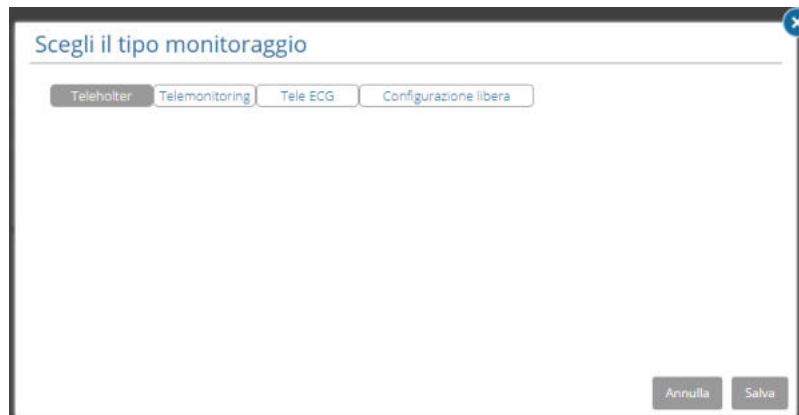 Scegli il tipo monitoraggio
Teleholter Telemonitoring Tele ECG Configurazione libera
Annulla Salva